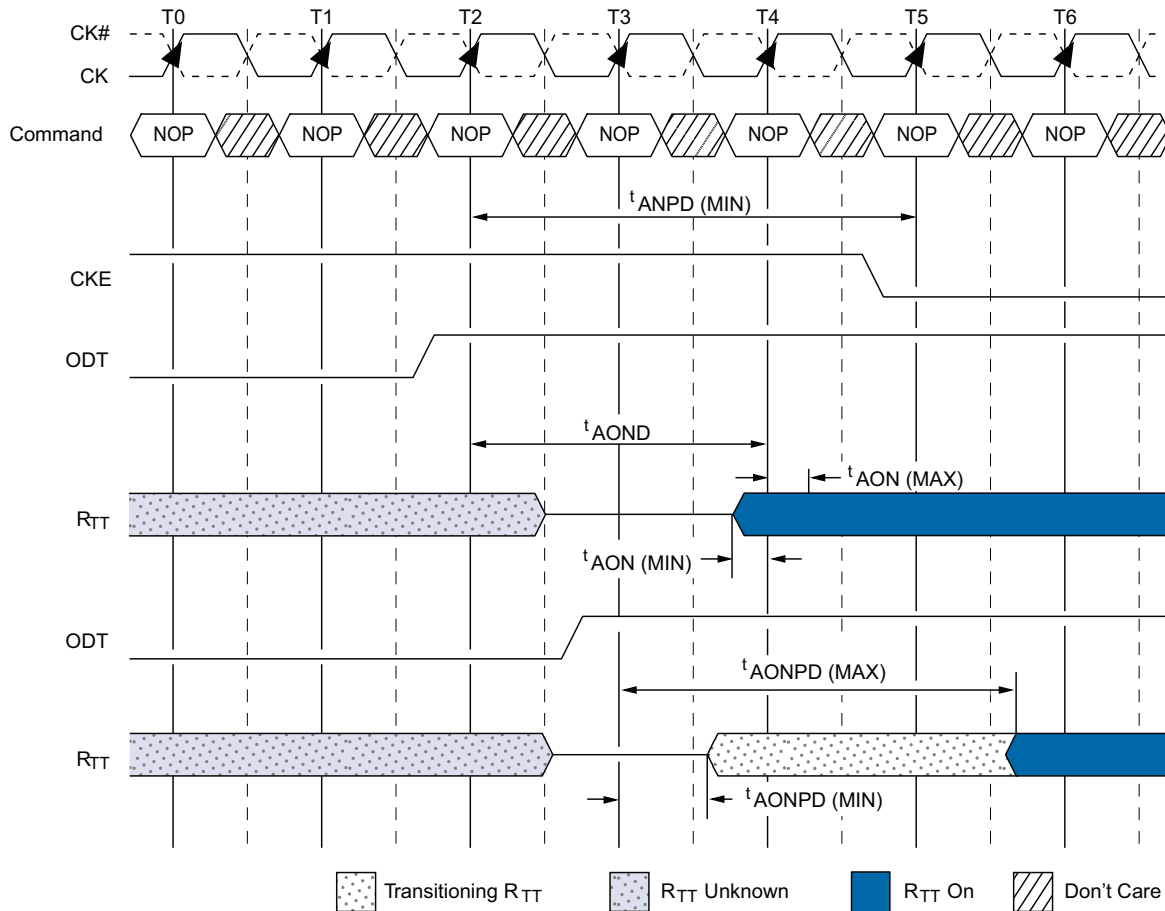 T0 T1 T2 T3 T4 T5 T6
CK#
CK
Command NOP NOP NOP NOP NOP NOP NOP
tANPD (MIN)
CKE
ODT
tAOND
tAON (MAX)
RTT
tAON (MIN)
ODT
tAONPD (MAX)
RTT
tAONPD (MIN)
Transitioning RTT RTT Unknown RTT On Don't Care